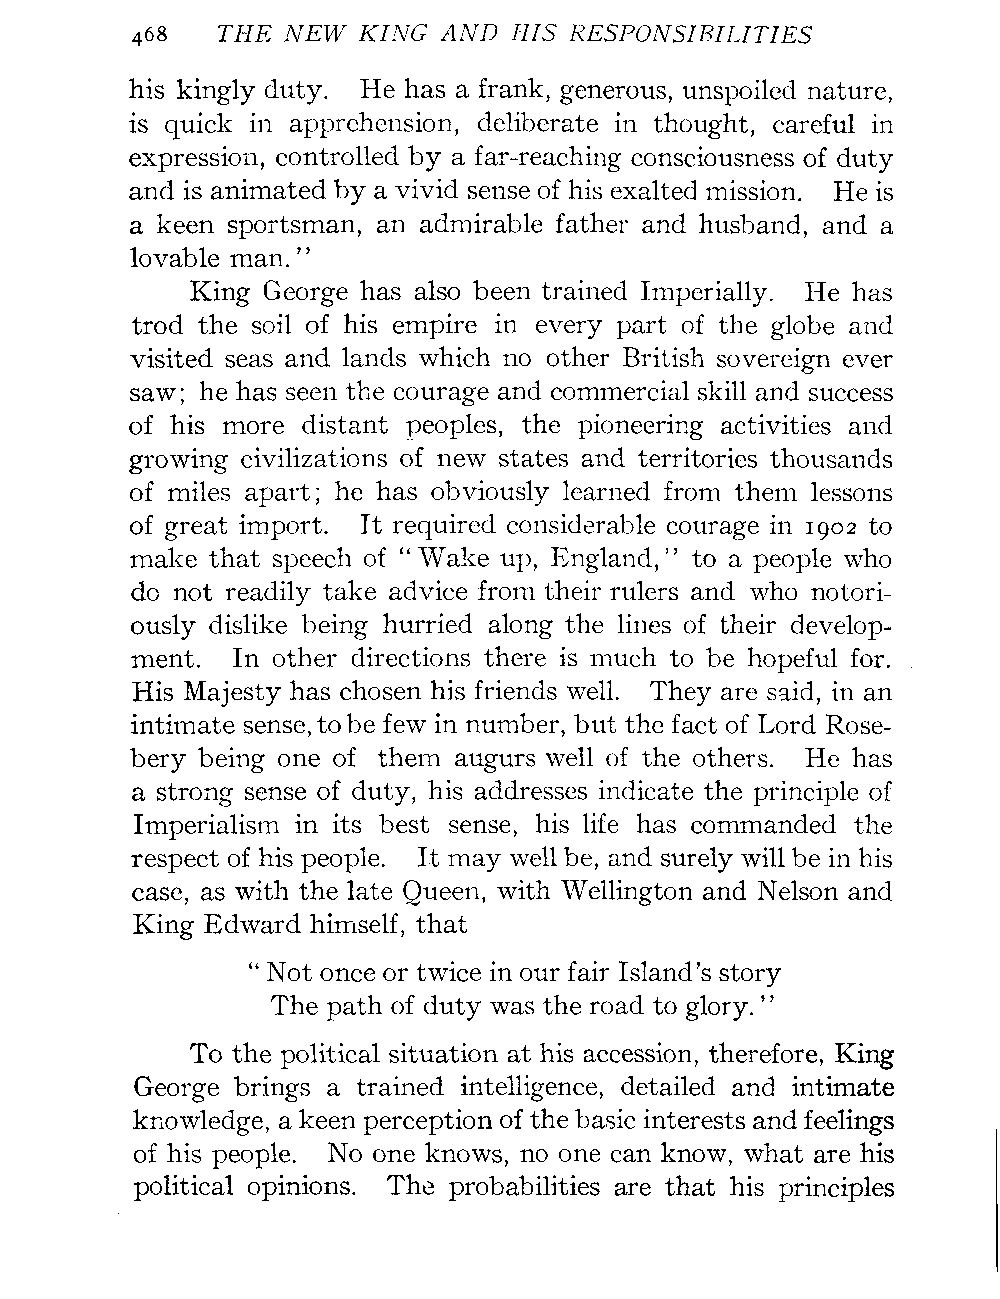 468 THE NEW KING AND HIS RESPONSIBILITIES
his kingly duty. He has a frank, generous, unspoiled nature,
is quick in apprehension, deliberate in thought, careful in
expression, controlled by a far-reaching consciousness of duty
and is animated by a vivid sense of his exalted mission. He is
a keen sportsman, an admirable father and husband, and a
lovable man."
King George has also been trained Imperially. He has
trod the soil of his empire in every part of the globe and
visited seas and lands which no other British sovereign ever
saw; he has seen the courage and commercial skill and success
of his more distant peoples, the pioneering activities and
growing civilizations of new states and territories thousands
of miles apart; he has obviously learned from them lessons
of great import. It required considerable courage in 1902 to
make that speech of "Wake up, England," to a people who
do not readily take advice from their rulers and who notori-
ously dislike being hurried along the lines of their develop-
ment. In other directions there is much to be hopeful for.
His Majesty has chosen his friends well. They are said, in an
intimate sense, to be few in number, but the fact of Lord Rose-
bery being one of them augurs well of the others. He has
a strong sense of duty, his addresses indicate the principle of
Imperialism in its best sense, his life has commanded the
respect of his people. It may well be, and surely will be in his
case, as with the late Queen, with Wellington and Nelson and
King Edward himself, that
"Not once or twice in our fair Island's story
The path of duty was the road to glory."
To the political situation at his accession, therefore, King
George brings a trained intelligence, detailed and intimate
knowledge, a keen perception of the basic interests and feelings
of his people. No one knows, no one can know, what are his
political opinions. The probabilities are that his principles